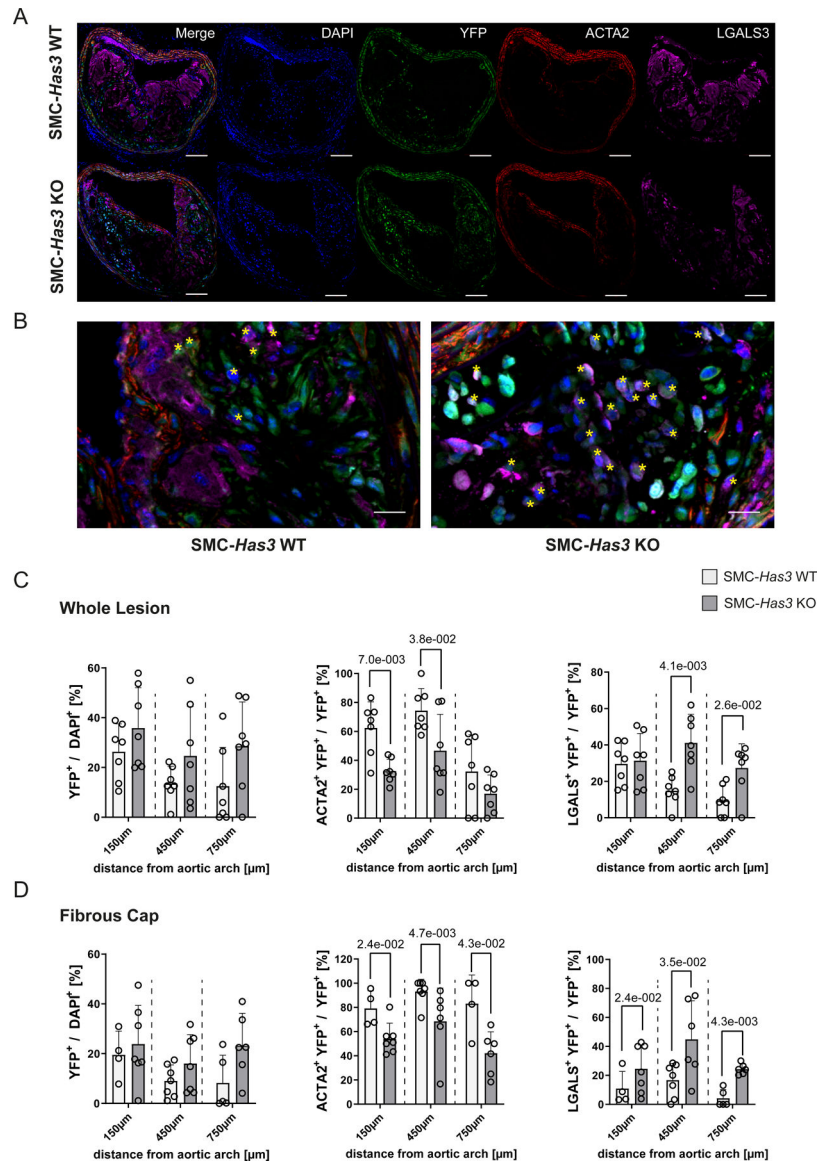 A
Merge DAPI YFP ACTA2 LGALS3
SMC-Has3 WT
SMC-Has3 KO
B
* * * * * * * *
SMC-Has3 WT SMC-Has3 KO
C
SMC-Has3 WT
SMC-Has3 KO
Whole Lesion
YFP⁺ / DAPI⁺ [%]
60
40
20
0
150µm 450µm 750µm
distance from aortic arch [µm]
ACTA2⁺ YFP⁺ / YFP⁺ [%]
7.0e-003
3.8e-002
100
80
60
40
20
0
150µm 450µm 750µm
distance from aortic arch [µm]
LGALS⁺ YFP⁺ / YFP⁺ [%]
4.1e-003
2.6e-002
80
60
40
20
0
150µm 450µm 750µm
distance from aortic arch [µm]
D
Fibrous Cap
YFP⁺ / DAPI⁺ [%]
60
40
20
0
150µm 450µm 750µm
distance from aortic arch [µm]
ACTA2⁺ YFP⁺ / YFP⁺ [%]
2.4e-002
4.7e-003
4.3e-002
120
100
80
60
40
20
0
150µm 450µm 750µm
distance from aortic arch [µm]
LGALS⁺ YFP⁺ / YFP⁺ [%]
2.4e-002
3.5e-002
4.3e-003
120
100
80
60
40
20
0
150µm 450µm 750µm
distance from aortic arch [µm]